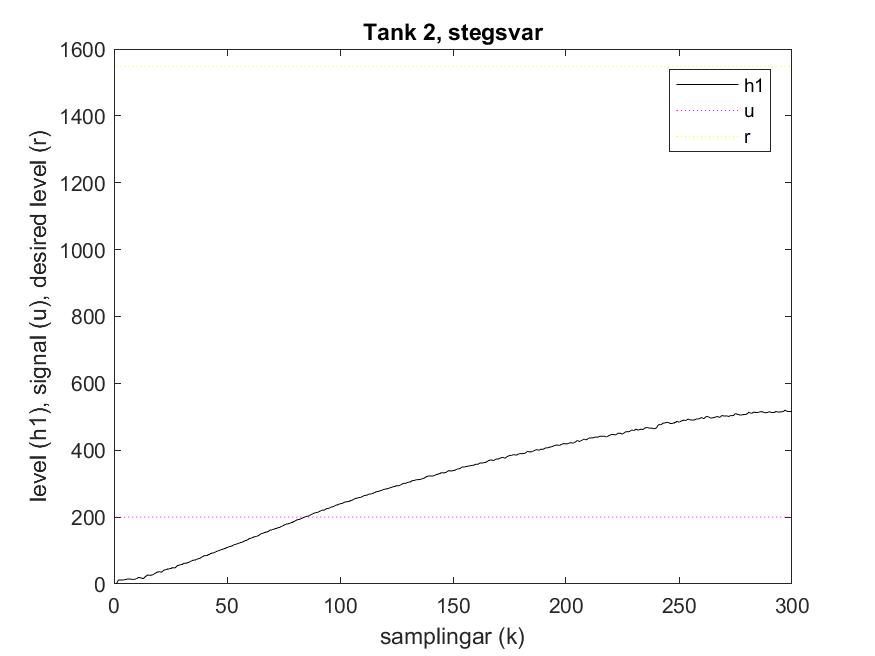 Tank 2, stegsvar
1600
1400
1200
1000
800
600
400
200
0
level (h1), signal (u), desired level (r)
h1
u
r
0 50 100 150 200 250 300
samplingar (k)